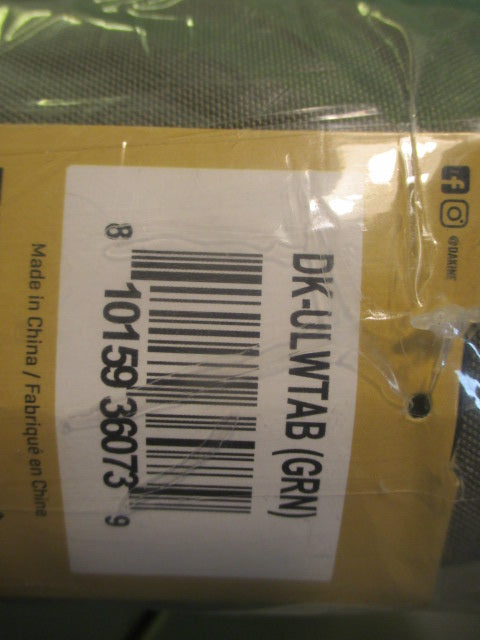 @DAKINE
DK-ULWTAB (GRN)
8 10159 36073 9
Made in China / Fabriqué en Chine